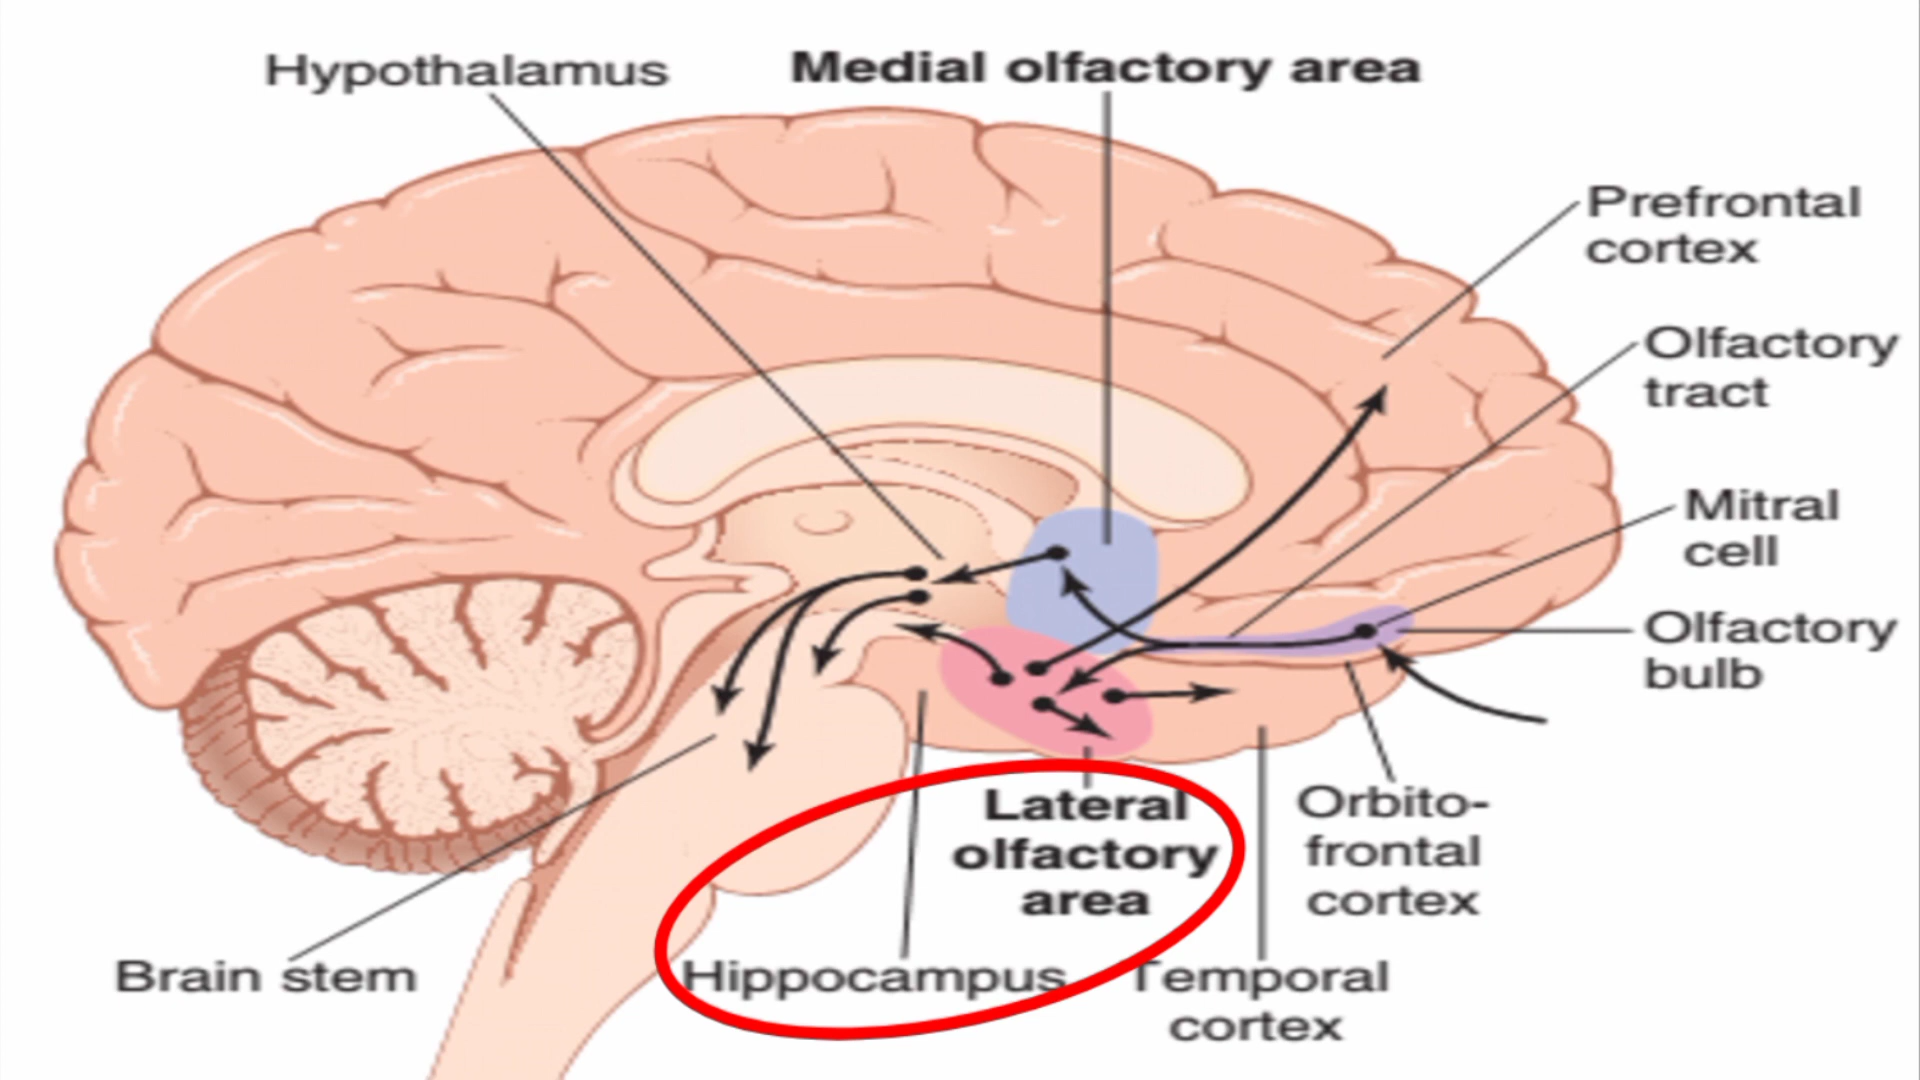 Hypothalamus
Medial olfactory area
Prefrontal
cortex
Olfactory
tract
Mitral
cell
Olfactory
bulb
Lateral
olfactory
area
Orbito-
frontal
cortex
Brain stem
Hippocampus
Temporal
cortex